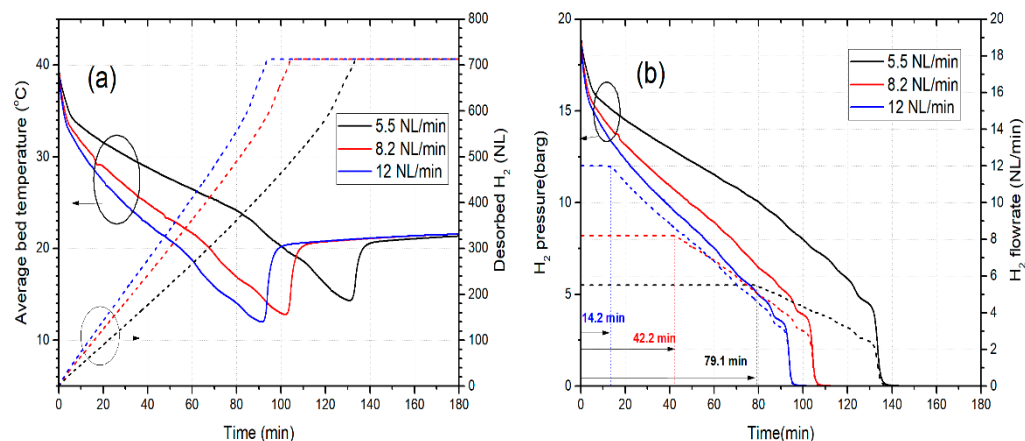 (a)
5.5 NL/min
8.2 NL/min
12 NL/min
Average bed temperature (°C)
40
30
20
10
Desorbed H2 (NL)
800
700
600
500
400
300
200
100
0
0 20 40 60 80 100 120 140 160 180
Time (min)
(b)
5.5 NL/min
8.2 NL/min
12 NL/min
H2 pressure(barg)
20
15
10
5
0
H2 flowrate (NL/min)
20
18
16
14
12
10
8
6
4
2
0
14.2 min
42.2 min
79.1 min
0 20 40 60 80 100 120 140 160 180
Time(min)